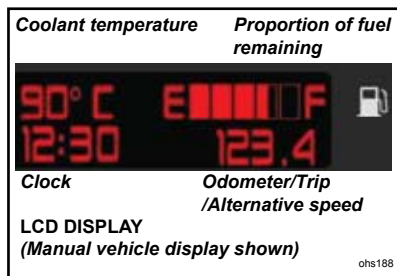 Coolant temperature Proportion of fuel
remaining
90° C E F
12:30 123.4
Clock Odometer/Trip
/Alternative speed
LCD DISPLAY
(Manual vehicle display shown)
ohs188